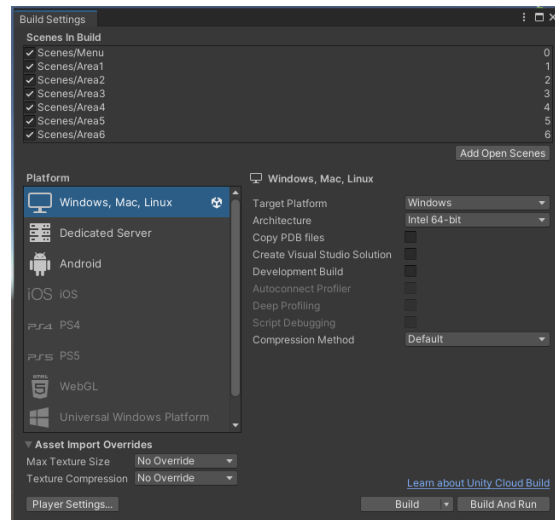 Build Settings
Scenes In Build
Scenes/Menu 0
Scenes/Area1 1
Scenes/Area2 2
Scenes/Area3 3
Scenes/Area4 4
Scenes/Area5 5
Scenes/Area6 6
Add Open Scenes
Platform
Windows, Mac, Linux
Dedicated Server
Android
iOS iOS
PS4 PS4
PS5 PS5
HTML 5 WebGL
Universal Windows Platform
Windows, Mac, Linux
Target Platform Windows
Architecture Intel 64-bit
Copy PDB files
Create Visual Studio Solution
Development Build
Autoconnect Profiler
Deep Profiling
Script Debugging
Compression Method Default
Asset Import Overrides
Max Texture Size No Override
Texture Compression No Override
Learn about Unity Cloud Build
Player Settings...
Build
Build And Run